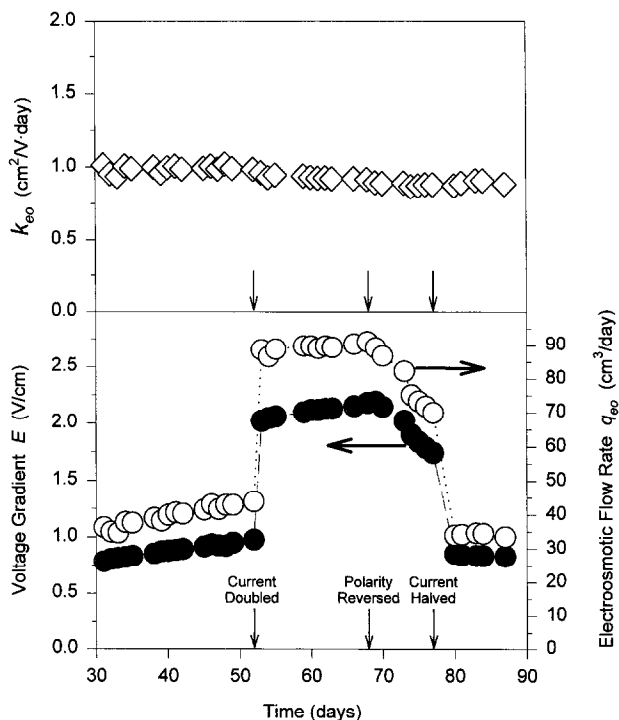 2.0
1.5
1.0
0.5
0.0
k_eo (cm²/V·day)
2.5
2.0
1.5
1.0
0.5
0.0
Voltage Gradient E (V/cm)
90
80
70
60
50
40
30
20
10
0
Electroosmotic Flow Rate q_eo (cm³/day)
Current Doubled
Polarity Reversed
Current Halved
30 40 50 60 70 80 90
Time (days)